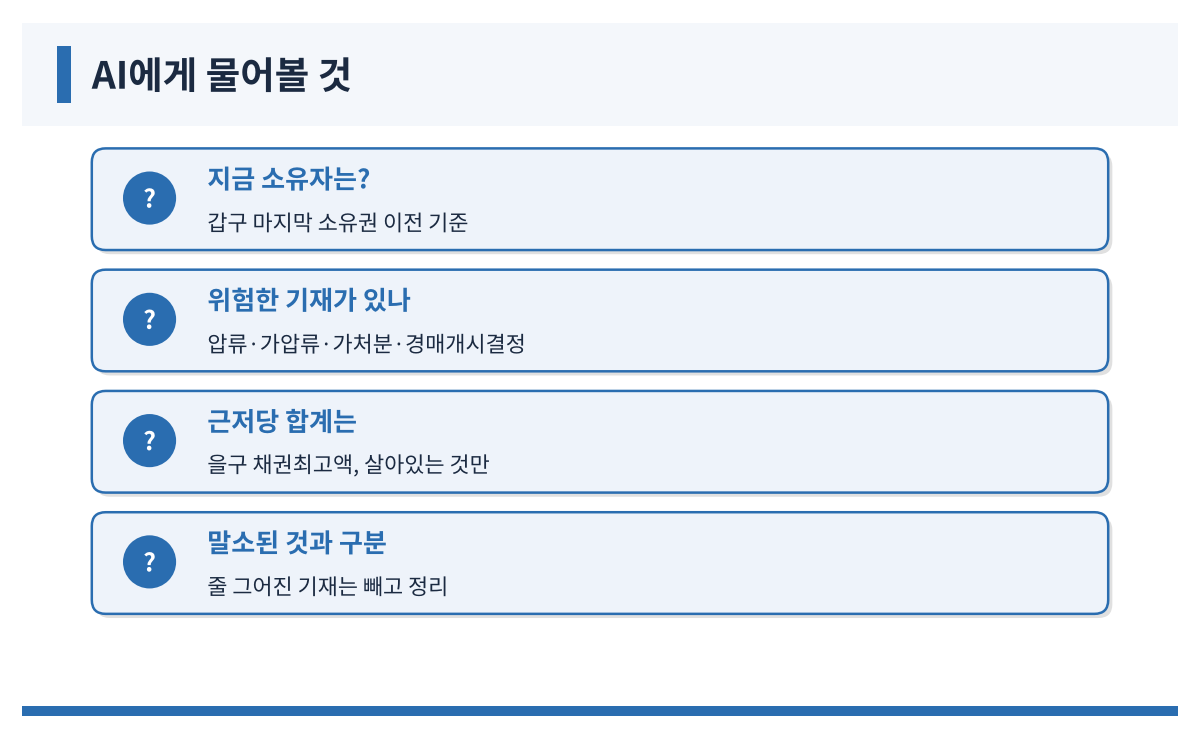 AI에게 물어볼 것
?
지금 소유자는?
갑구 마지막 소유권 이전 기준
?
위험한 기재가 있나
압류·가압류·가처분·경매개시결정
?
근저당 합계는
을구 채권최고액, 살아있는 것만
?
말소된 것과 구분
줄 그어진 기재는 빼고 정리